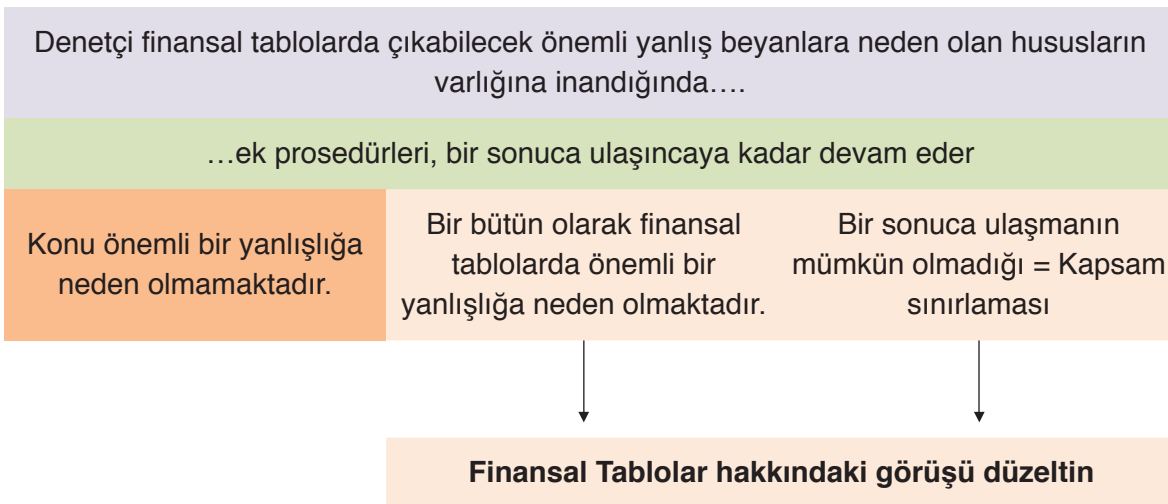 Denetçi finansal tablolarda çıkabilecek önemli yanlış beyanlara neden olan hususların
varlığına inandığında….
…ek prosedürleri, bir sonuca ulaşıncaya kadar devam eder
Konu önemli bir yanlışlığa
neden olmamaktadır.
Bir bütün olarak finansal
tablolarda önemli bir
yanlışlığa neden olmaktadır.
Bir sonuca ulaşmanın
mümkün olmadığı = Kapsam
sınırlaması
Finansal Tablolar hakkındaki görüşü düzeltin